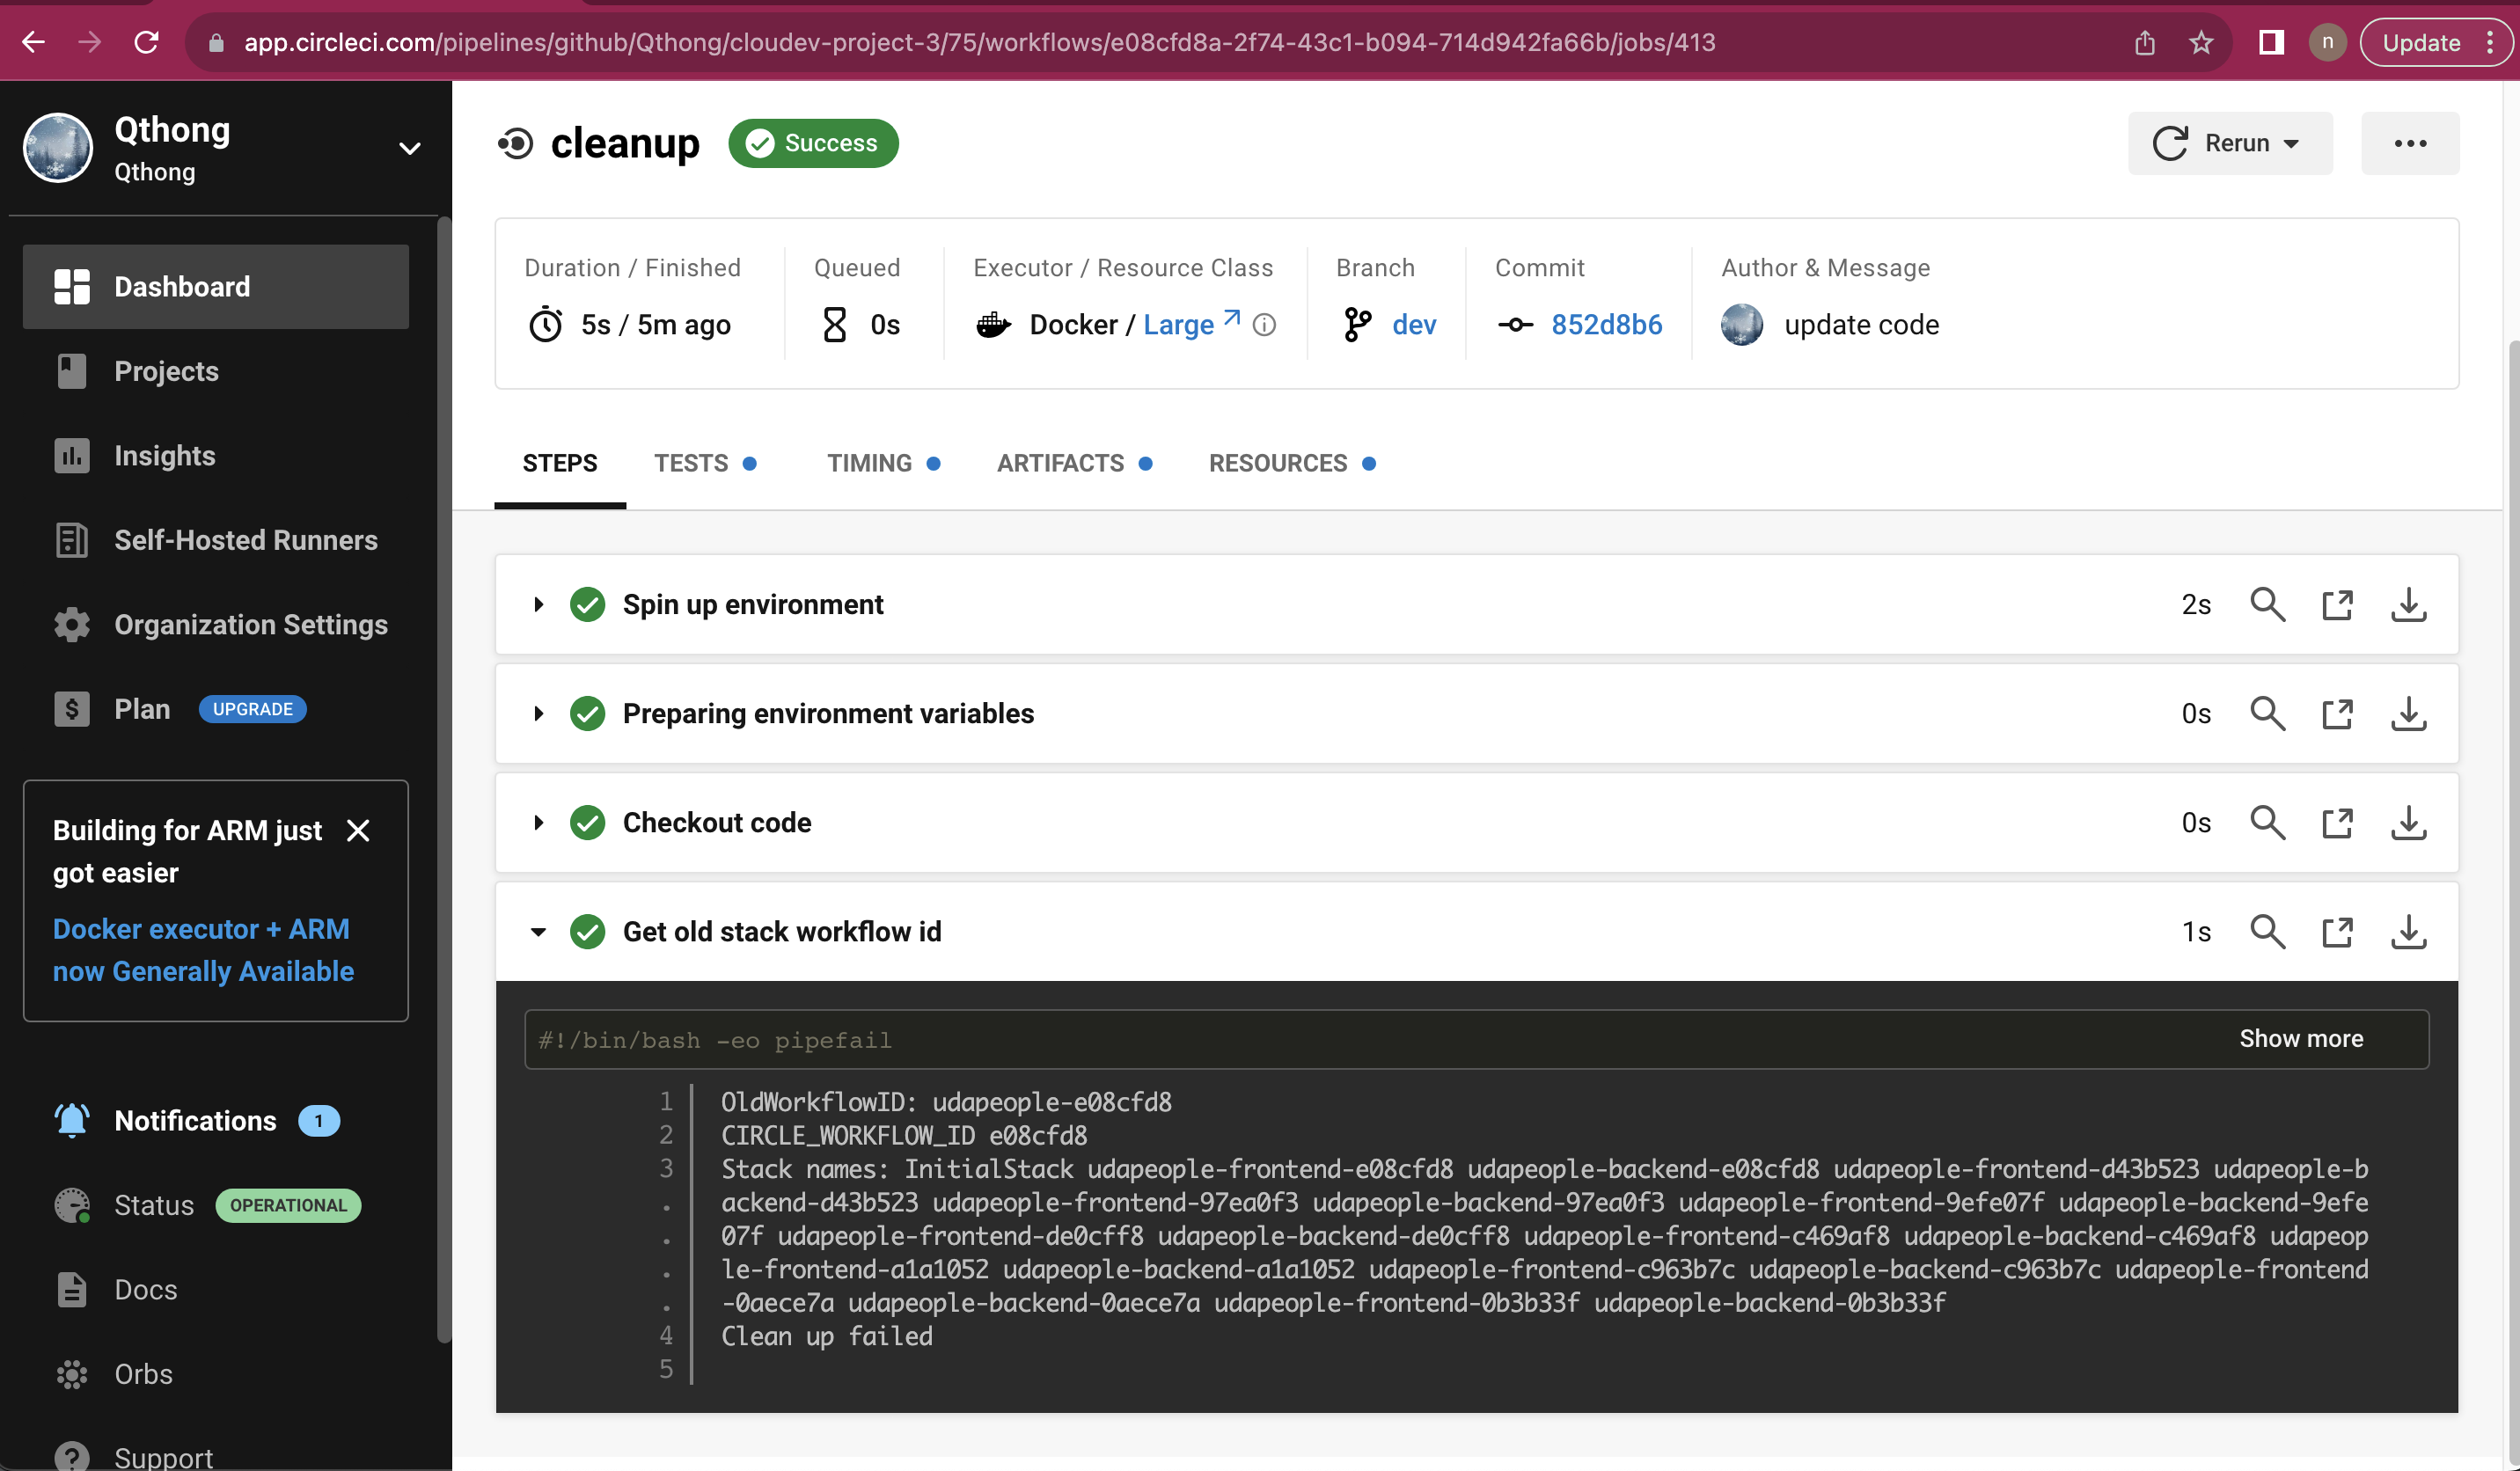 app.circleci.com/pipelines/github/Qthong/cloudev-project-3/75/workflows/e08cfd8a-2f74-43c1-b094-714d942fa66b/jobs/413
n
Update
Qthong
Qthong
Dashboard
Projects
Insights
Self-Hosted Runners
Organization Settings
Plan UPGRADE
Building for ARM just
got easier
Docker executor + ARM
now Generally Available
Notifications 1
Status OPERATIONAL
Docs
Orbs
Support
cleanup Success
Rerun
Duration / Finished
5s / 5m ago
Queued
0s
Executor / Resource Class
Docker / Large
Branch
dev
Commit
852d8b6
Author & Message
update code
STEPS TESTS TIMING ARTIFACTS RESOURCES
Spin up environment 2s
Preparing environment variables 0s
Checkout code 0s
Get old stack workflow id 1s
#!/bin/bash -eo pipefail Show more
1 OldWorkflowID: udapeople-e08cfd8
2 CIRCLE_WORKFLOW_ID e08cfd8
3 Stack names: InitialStack udapeople-frontend-e08cfd8 udapeople-backend-e08cfd8 udapeople-frontend-d43b523 udapeople-b
. ackend-d43b523 udapeople-frontend-97ea0f3 udapeople-backend-97ea0f3 udapeople-frontend-9efe07f udapeople-backend-9efe
. 07f udapeople-frontend-de0cff8 udapeople-backend-de0cff8 udapeople-frontend-c469af8 udapeople-backend-c469af8 udapeop
. le-frontend-a1a1052 udapeople-backend-a1a1052 udapeople-frontend-c963b7c udapeople-backend-c963b7c udapeople-frontend
. -0aece7a udapeople-backend-0aece7a udapeople-frontend-0b3b33f udapeople-backend-0b3b33f
4 Clean up failed
5